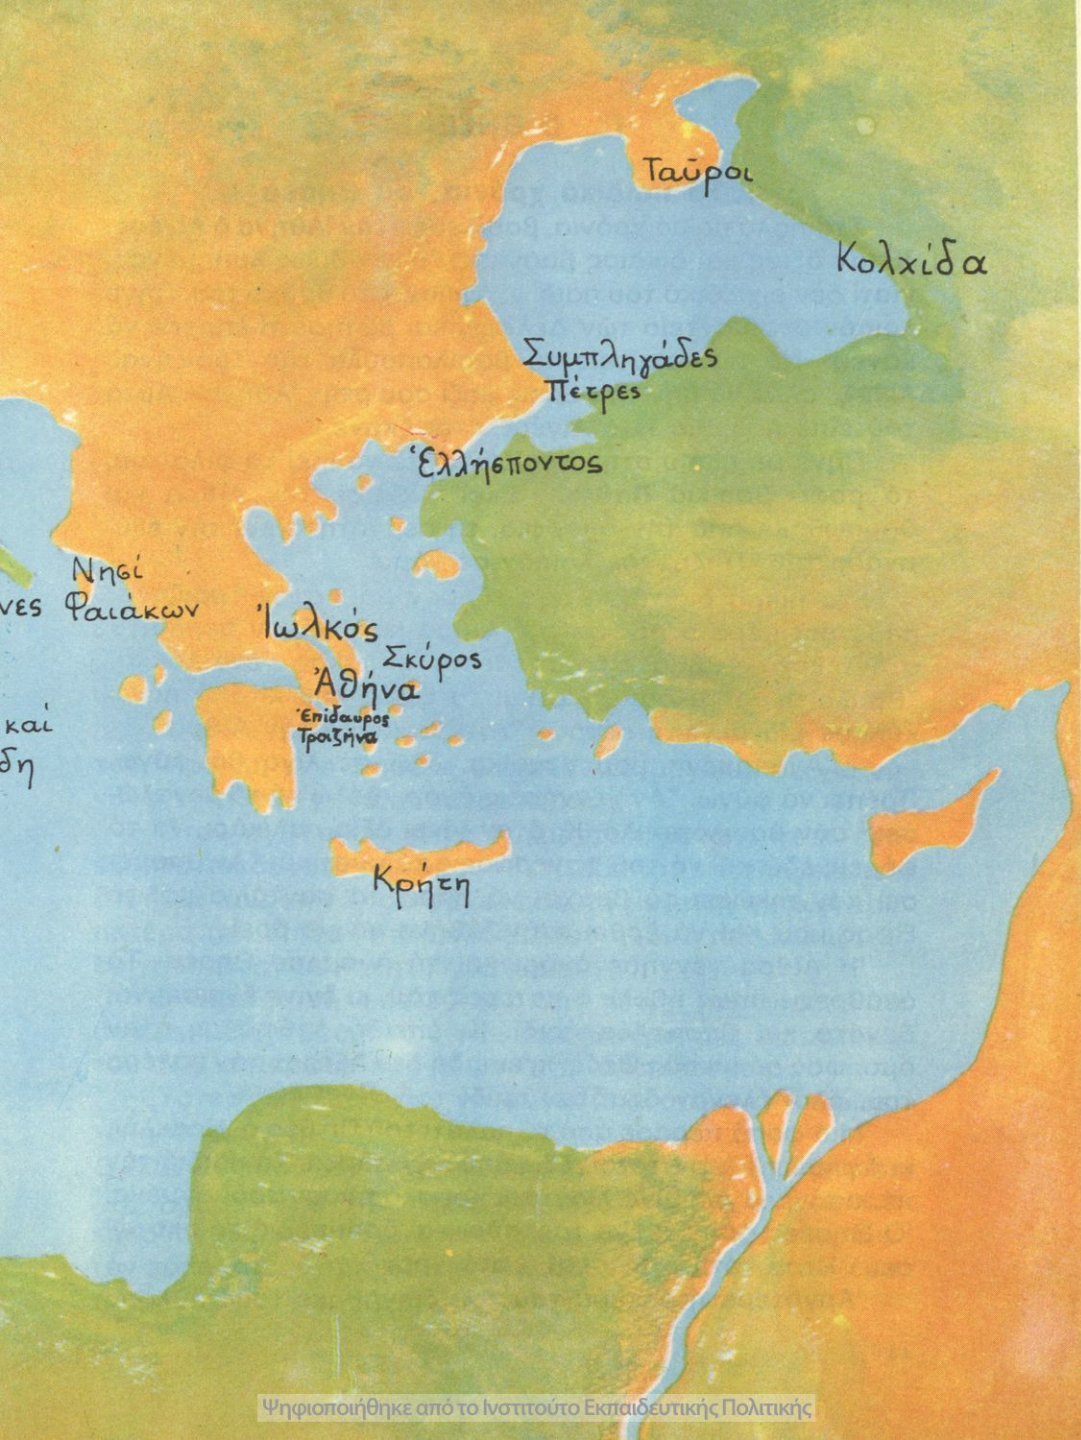 Ταῦροι
Κολχίδα
Συμπληγάδες
Πέτρες
Ἑλλήσποντος
Νησί
Φαιάκων
νες
Ἰωλκός
Σκύρος
Ἀθήνα
Ἐπίδαυρος
Τροιζήνα
καί
δη
Κρήτη
Ψηφιοποιήθηκε από το Ινστιτούτο Εκπαιδευτικής Πολιτικής